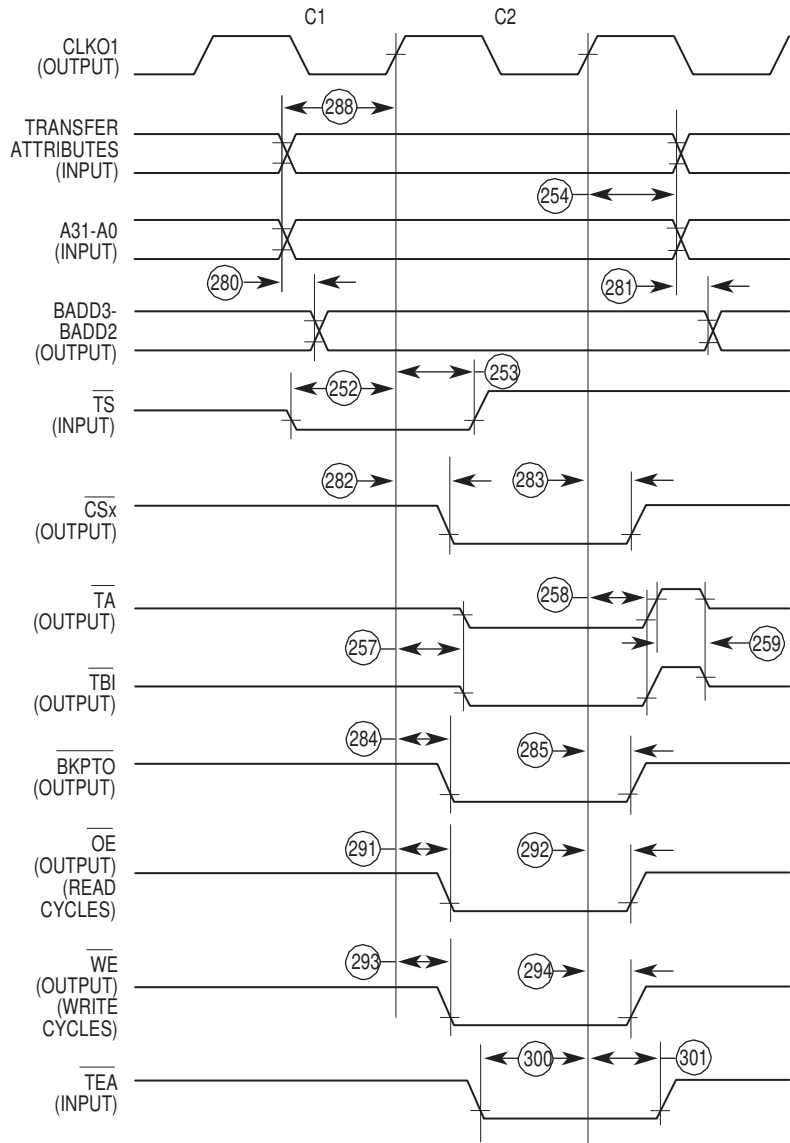 C1 C2
CLKO1
(OUTPUT)
288
TRANSFER
ATTRIBUTES
(INPUT)
254
A31-A0
(INPUT)
280 281
BADD3-
BADD2
(OUTPUT)
252 253
TS
(INPUT)
282 283
CSx
(OUTPUT)
258
TA
(OUTPUT)
257 259
TBI
(OUTPUT)
284 285
BKPTO
(OUTPUT)
291 292
OE
(OUTPUT)
(READ
CYCLES)
293 294
WE
(OUTPUT)
(WRITE
CYCLES)
300 301
TEA
(INPUT)